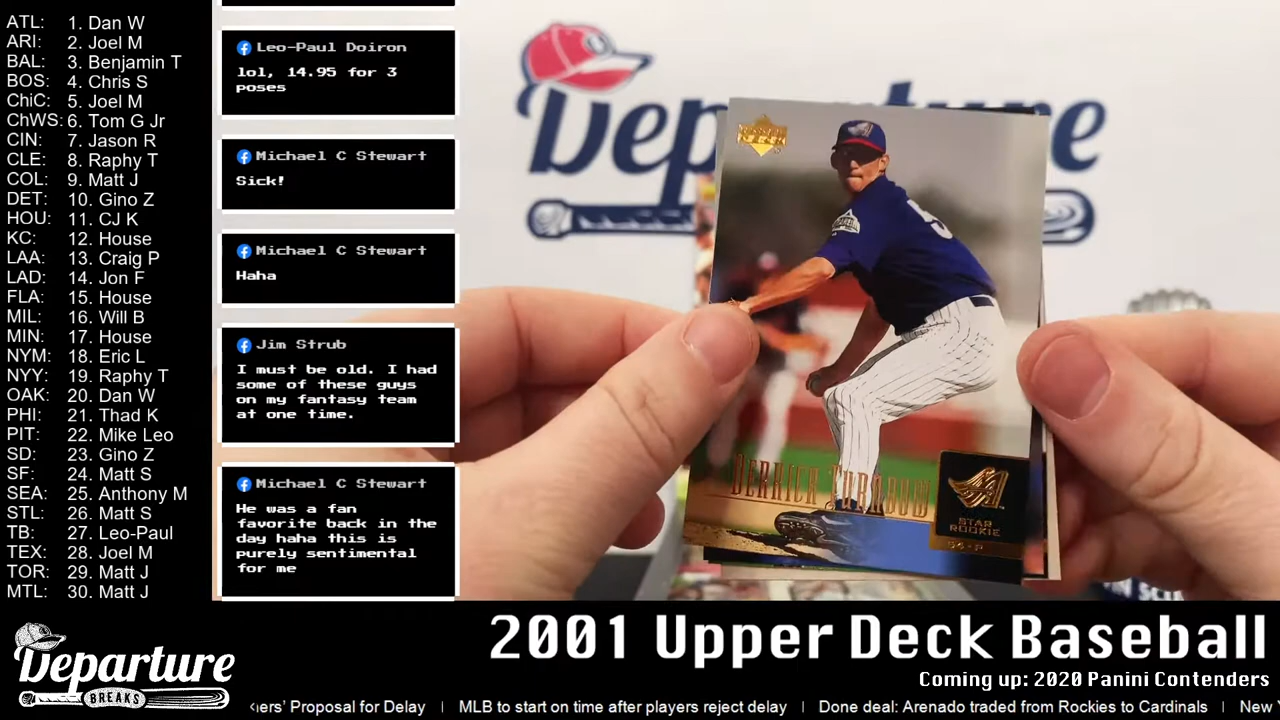 ATL: 1. Dan W
ARI: 2. Joel M
BAL: 3. Benjamin T
BOS: 4. Chris S
ChiC: 5. Joel M
ChWS: 6. Tom G Jr
CIN: 7. Jason R
CLE: 8. Raphy T
COL: 9. Matt J
DET: 10. Gino Z
HOU: 11. CJ K
KC: 12. House
LAA: 13. Craig P
LAD: 14. Jon F
FLA: 15. House
MIL: 16. Will B
MIN: 17. House
NYM: 18. Eric L
NYY: 19. Raphy T
OAK: 20. Dan W
PHI: 21. Thad K
PIT: 22. Mike Leo
SD: 23. Gino Z
SF: 24. Matt S
SEA: 25. Anthony M
STL: 26. Matt S
TB: 27. Leo-Paul
TEX: 28. Joel M
TOR: 29. Matt J
MTL: 30. Matt J
Leo-Paul Doiron
lol, 14.95 for 3
poses
Michael C Stewart
Sick!
Michael C Stewart
Haha
Jim Strub
I must be old. I had
some of these guys
on my fantasy team
at one time.
Michael C Stewart
He was a fan
favorite back in the
day haha this is
purely sentimental
for me
Dep
e
UPPER DECK
5
DERRICK TURNBOW
STAR
ROOKIE
Departure
BREAKS
2001 Upper Deck Baseball
Coming up: 2020 Panini Contenders
Proposal for Delay | MLB to start on time after players reject delay | Done deal: Arenado traded from Rockies to Cardinals | New